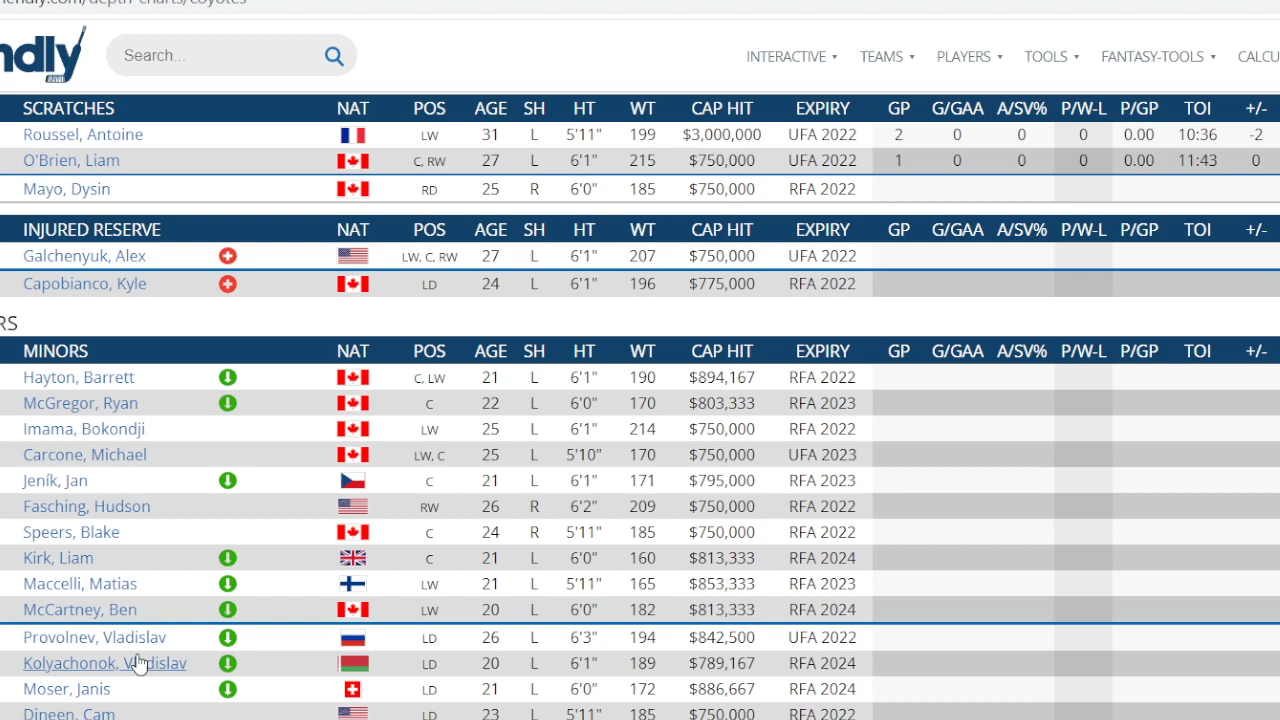 ndly
Search...
INTERACTIVE TEAMS PLAYERS TOOLS FANTASY-TOOLS CALCU
SCRATCHES NAT POS AGE SH HT WT CAP HIT EXPIRY GP G/GAA A/SV% P/W-L P/GP TOI +/-
Roussel, Antoine LW 31 L 5'11" 199 $3,000,000 UFA 2022 2 0 0 0 0.00 10:36 -2
O'Brien, Liam C, RW 27 L 6'1" 215 $750,000 UFA 2022 1 0 0 0 0.00 11:43 0
Mayo, Dysin RD 25 R 6'0" 185 $750,000 RFA 2022
INJURED RESERVE NAT POS AGE SH HT WT CAP HIT EXPIRY GP G/GAA A/SV% P/W-L P/GP TOI +/-
Galchenyuk, Alex LW, C, RW 27 L 6'1" 207 $750,000 UFA 2022
Capobianco, Kyle LD 24 L 6'1" 196 $775,000 RFA 2022
RS
MINORS NAT POS AGE SH HT WT CAP HIT EXPIRY GP G/GAA A/SV% P/W-L P/GP TOI +/-
Hayton, Barrett C, LW 21 L 6'1" 190 $894,167 RFA 2022
McGregor, Ryan C 22 L 6'0" 170 $803,333 RFA 2023
Imama, Bokondji LW 25 L 6'1" 214 $750,000 RFA 2022
Carcone, Michael LW, C 25 L 5'10" 170 $750,000 UFA 2023
Jeník, Jan C 21 L 6'1" 171 $795,000 RFA 2023
Fasching, Hudson RW 26 R 6'2" 209 $750,000 RFA 2022
Speers, Blake C 24 R 5'11" 185 $750,000 RFA 2022
Kirk, Liam C 21 L 6'0" 160 $813,333 RFA 2024
Maccelli, Matias LW 21 L 5'11" 165 $853,333 RFA 2023
McCartney, Ben LW 20 L 6'0" 182 $813,333 RFA 2024
Provolnev, Vladislav LD 26 L 6'3" 194 $842,500 UFA 2022
Kolyachonok, Vladislav LD 20 L 6'1" 189 $789,167 RFA 2024
Moser, Janis LD 21 L 6'0" 172 $886,667 RFA 2024
Dineen, Cam LD 23 L 5'11" 185 $750,000 RFA 2022